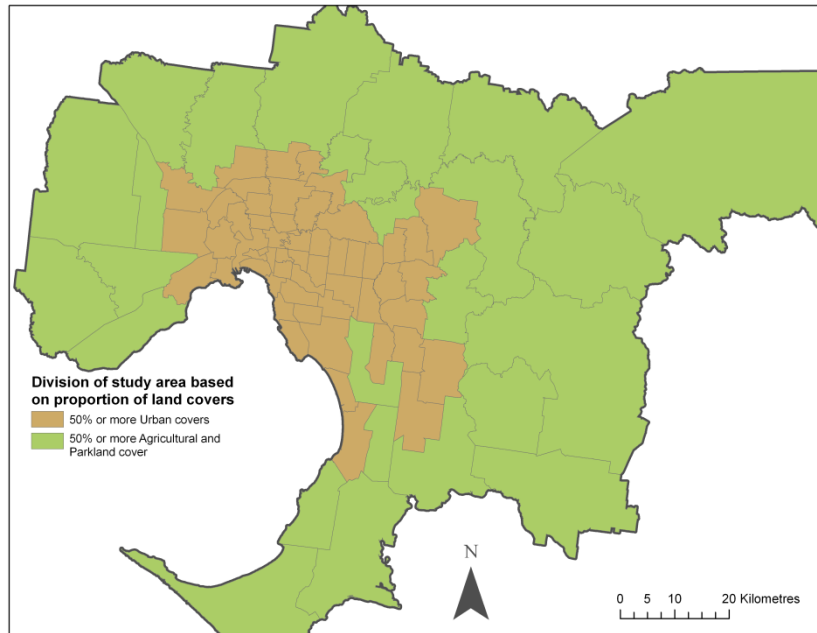 Division of study area based
on proportion of land covers
50% or more Urban covers
50% or more Agricultural and
Parkland cover
N
0 5 10 20 Kilometres